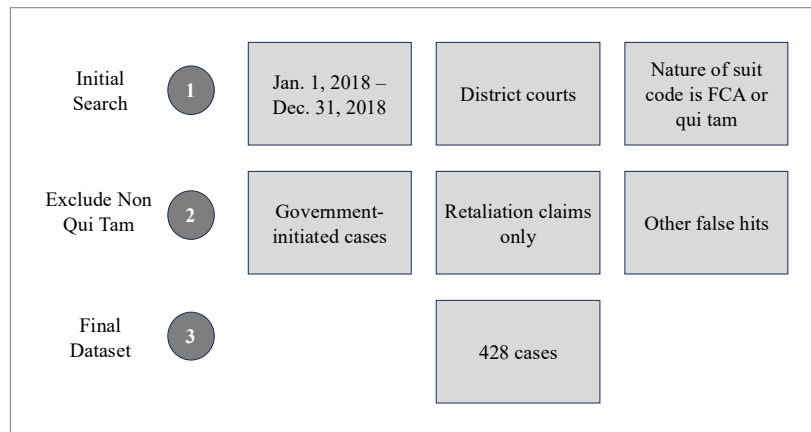 Initial
Search
1
Jan. 1, 2018 –
Dec. 31, 2018
District courts
Nature of suit
code is FCA or
qui tam
Exclude Non
Qui Tam
2
Government-
initiated cases
Retaliation claims
only
Other false hits
Final
Dataset
3
428 cases